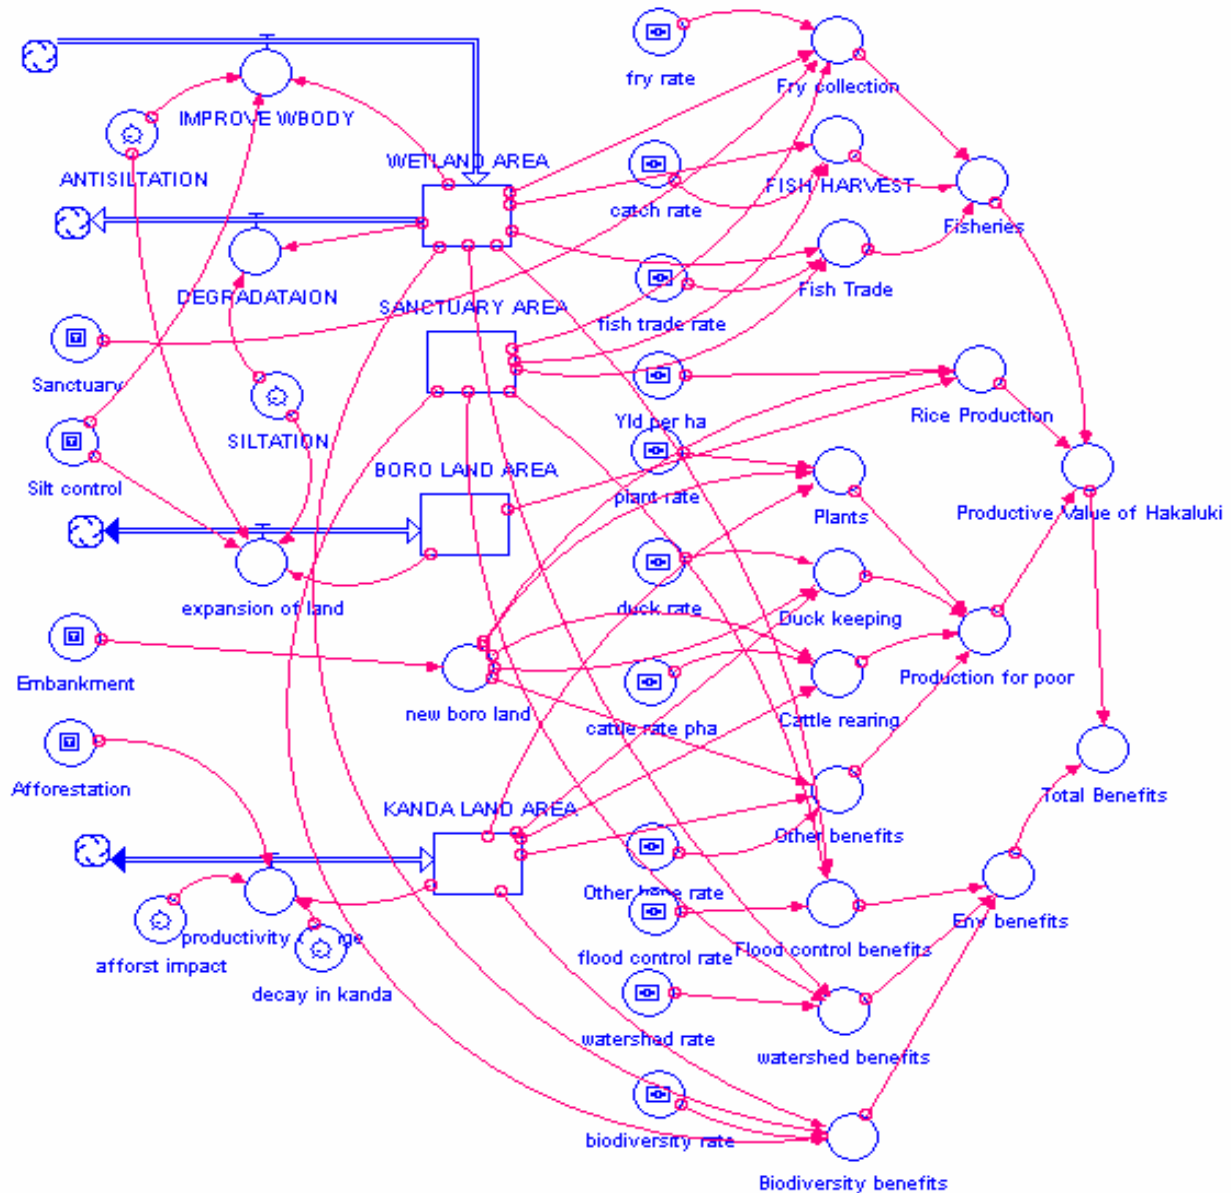 fry rate
Fry collection
IMPROVE WBODY
WETLAND AREA
ANTISILTATION
catch rate
FISH HARVEST
Fisheries
DEGRADATAION
SANCTUARY AREA
fish trade rate
Fish Trade
Sanctuary
Yld per ha
Rice Production
SILTATION
BORO LAND AREA
Silt control
plant rate
Plants
Productive Value of Hakaluki
expansion of land
duck rate
Duck keeping
Embankment
new boro land
cattle rate pha
Cattle rearing
Production for poor
Afforestation
KANDA LAND AREA
Other benefits
Total Benefits
Other rate
productivity
afforst impact
decay in kanda
flood control rate
Flood control benefits
Env benefits
watershed rate
watershed benefits
biodiversity rate
Biodiversity benefits